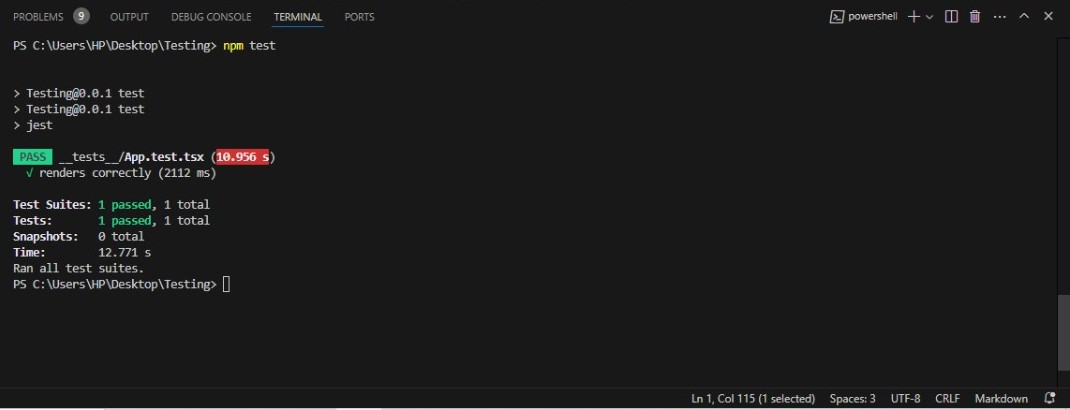 PROBLEMS 9 OUTPUT DEBUG CONSOLE TERMINAL PORTS powershell
PS C:\Users\HP\Desktop\Testing> npm test
> Testing@0.0.1 test
> Testing@0.0.1 test
> jest
PASS __tests__/App.test.tsx (10.956 s)
√ renders correctly (2112 ms)
Test Suites: 1 passed, 1 total
Tests: 1 passed, 1 total
Snapshots: 0 total
Time: 12.771 s
Ran all test suites.
PS C:\Users\HP\Desktop\Testing>
Ln 1, Col 115 (1 selected) Spaces: 3 UTF-8 CRLF Markdown